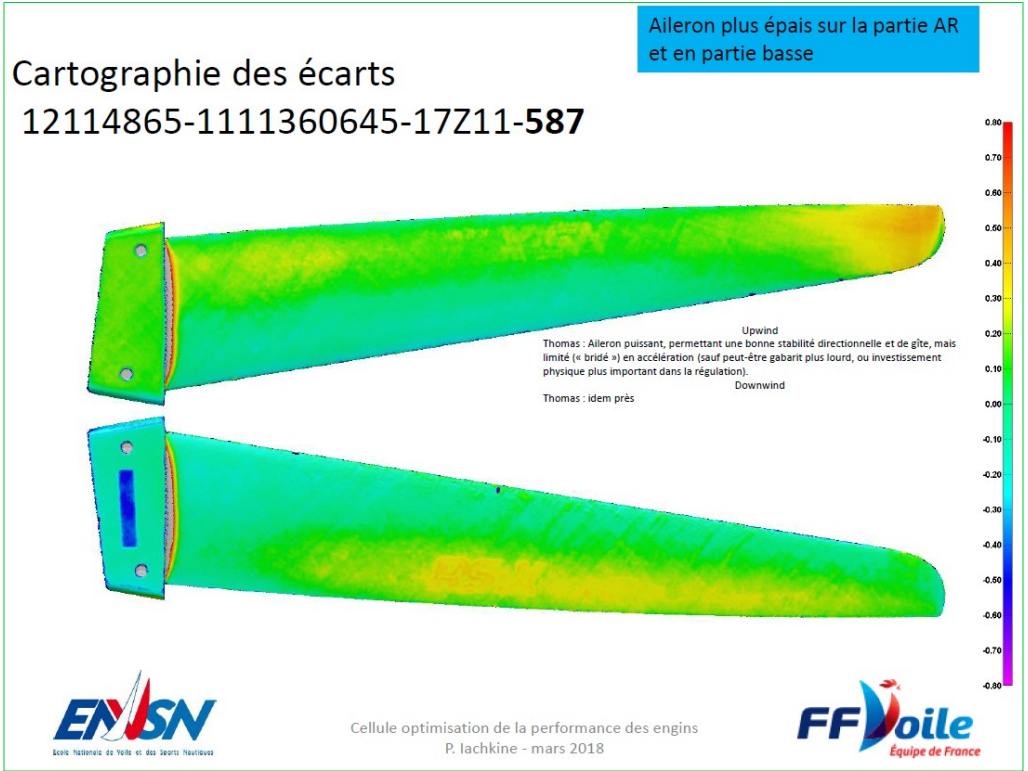 Aileron plus épais sur la partie AR
et en partie basse
Cartographie des écarts
12114865-1111360645-17Z11-587
0.80
0.70
0.60
0.50
0.40
0.30
0.20
0.10
0.00
-0.10
-0.20
-0.30
-0.40
-0.50
-0.60
-0.70
-0.80
Upwind
Thomas : Aileron puissant, permettant une bonne stabilité directionnelle et de gîte, mais
limité (« bridé ») en accélération (sauf peut-être gabarit plus lourd, ou investissement
physique plus important dans la régulation).
Downwind
Thomas : idem près
ENVSN
Ecole Nationale de Voile et des Sports Nautiques
Cellule optimisation de la performance des engins
P. Iachkine - mars 2018
FFVoile
Équipe de France